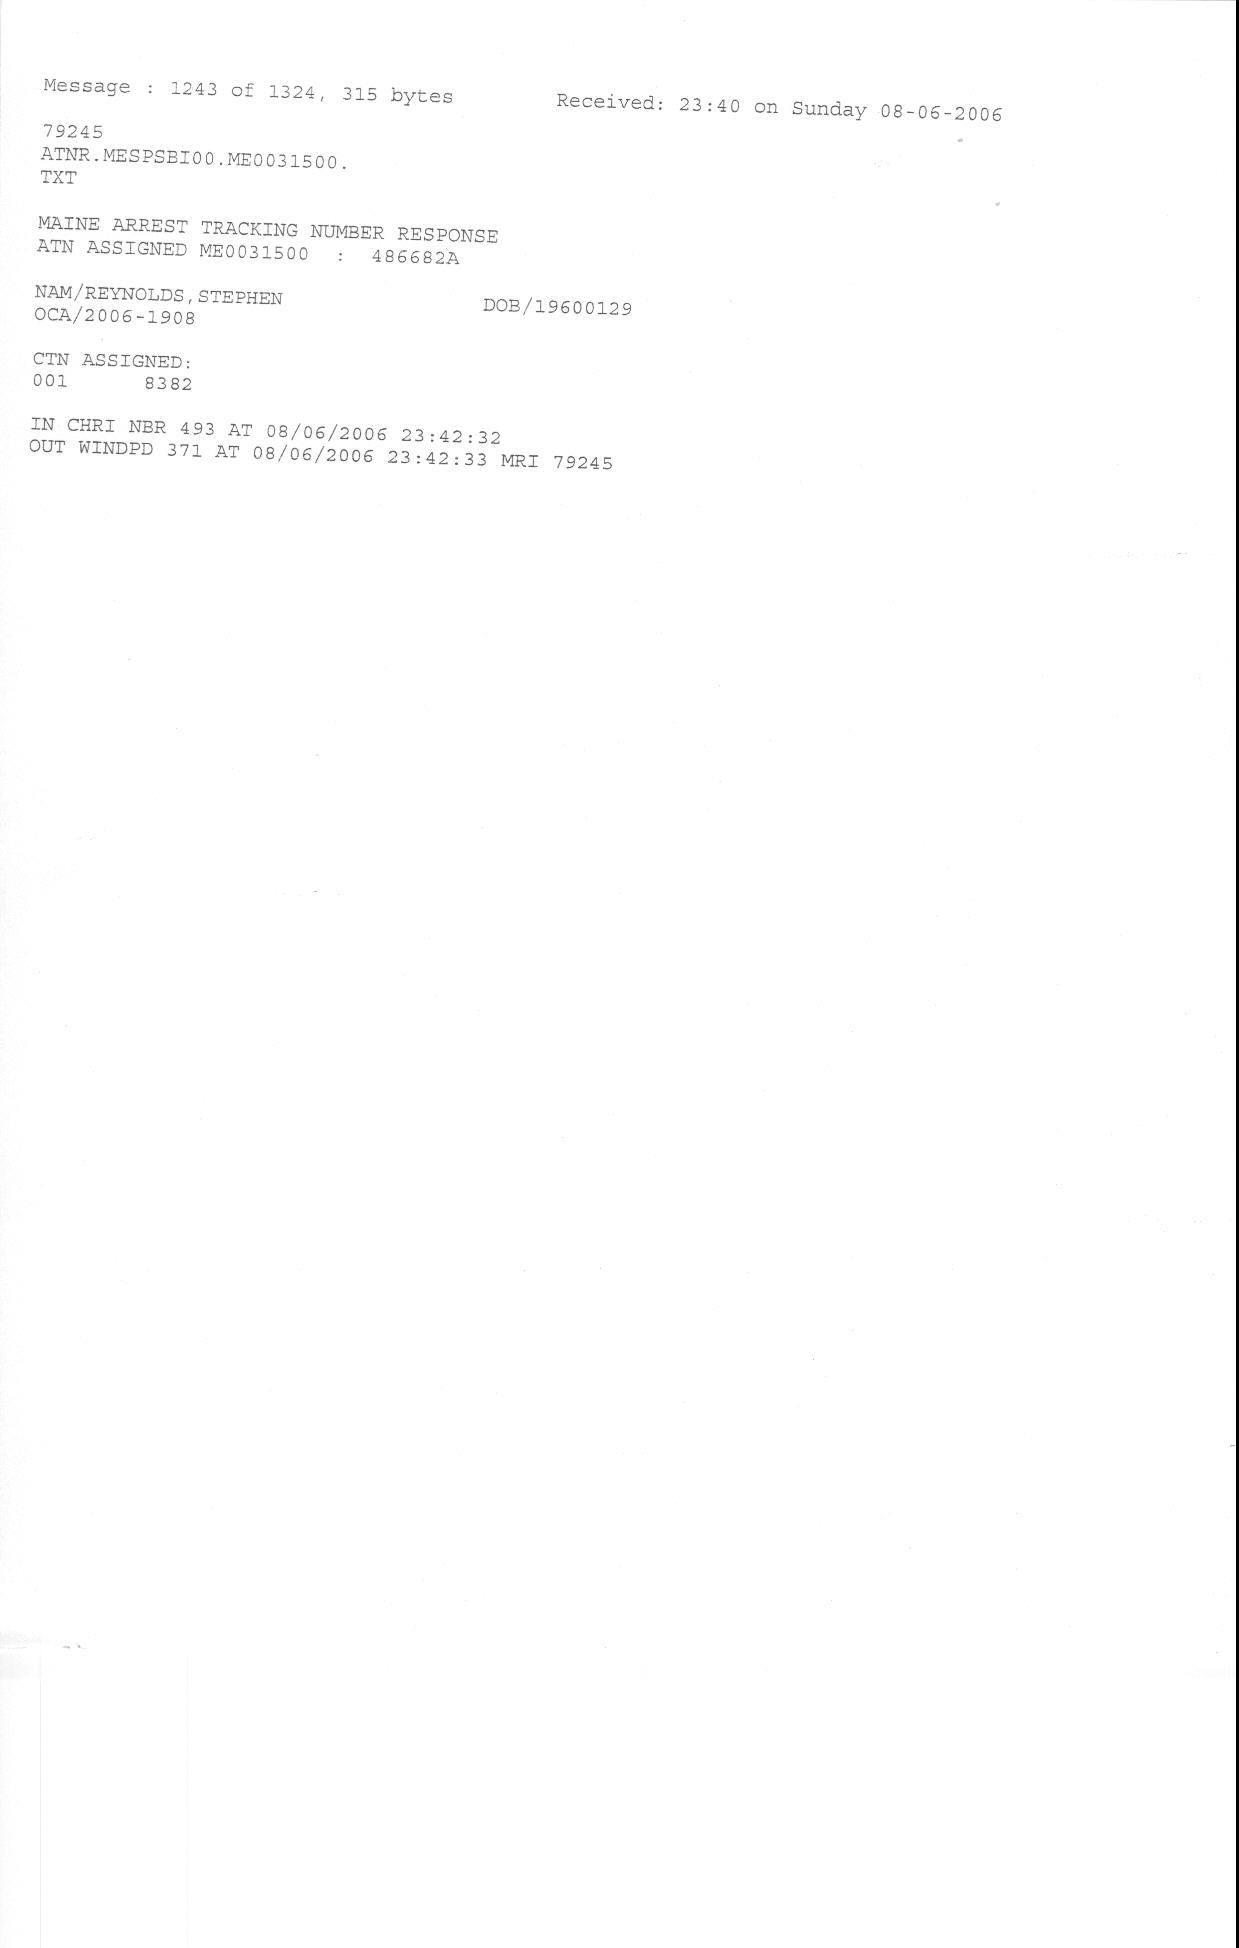 Message : 1243 of 1324, 315 bytes Received: 23:40 on Sunday 08-06-2006
79245
ATNR.MESPSBI00.ME0031500.
TXT
MAINE ARREST TRACKING NUMBER RESPONSE
ATN ASSIGNED ME0031500 : 486682A
NAM/REYNOLDS,STEPHEN DOB/19600129
OCA/2006-1908
CTN ASSIGNED:
001 8382
IN CHRI NBR 493 AT 08/06/2006 23:42:32
OUT WINDPD 371 AT 08/06/2006 23:42:33 MRI 79245